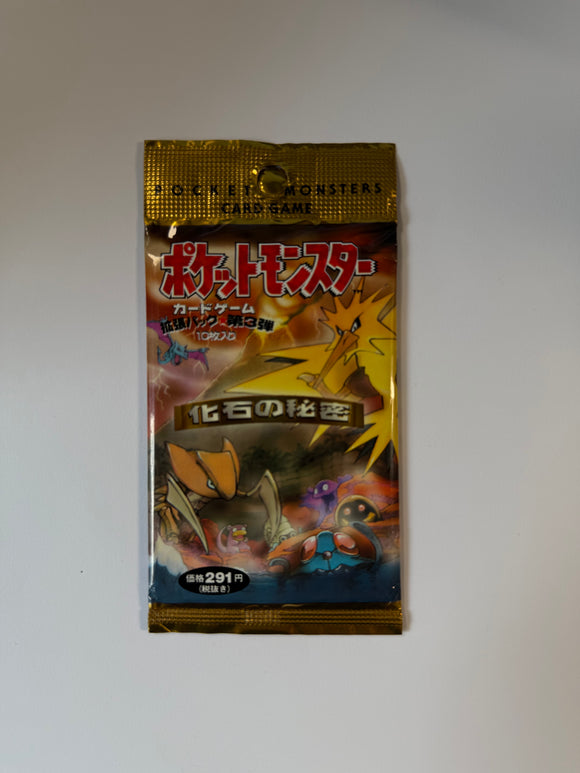 POCKET MONSTERS
CARD GAME
ポケットモンスター
TM
カードゲーム
拡張パック 第3弾
10枚入り
化石の秘密
価格291円
(税抜き)